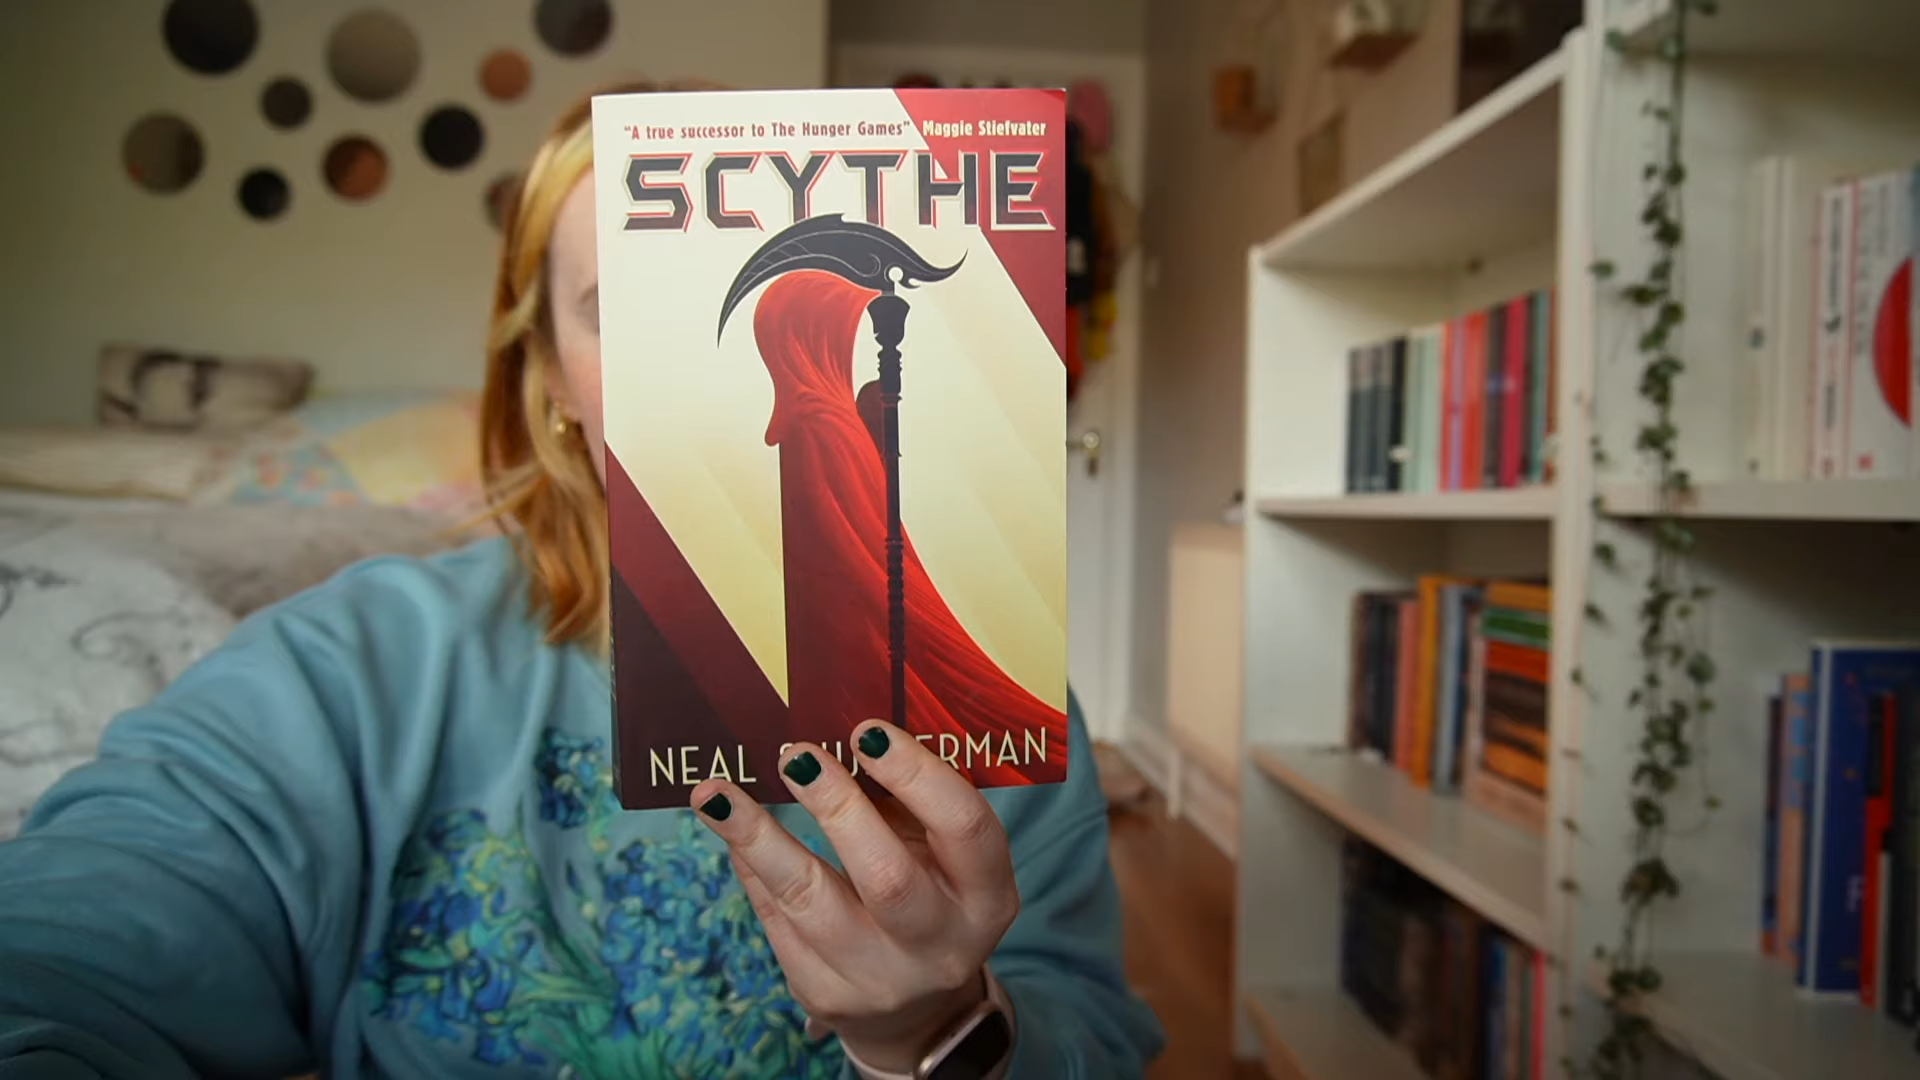 "A true successor to The Hunger Games" Maggie Stiefvater
SCYTHE
NEAL